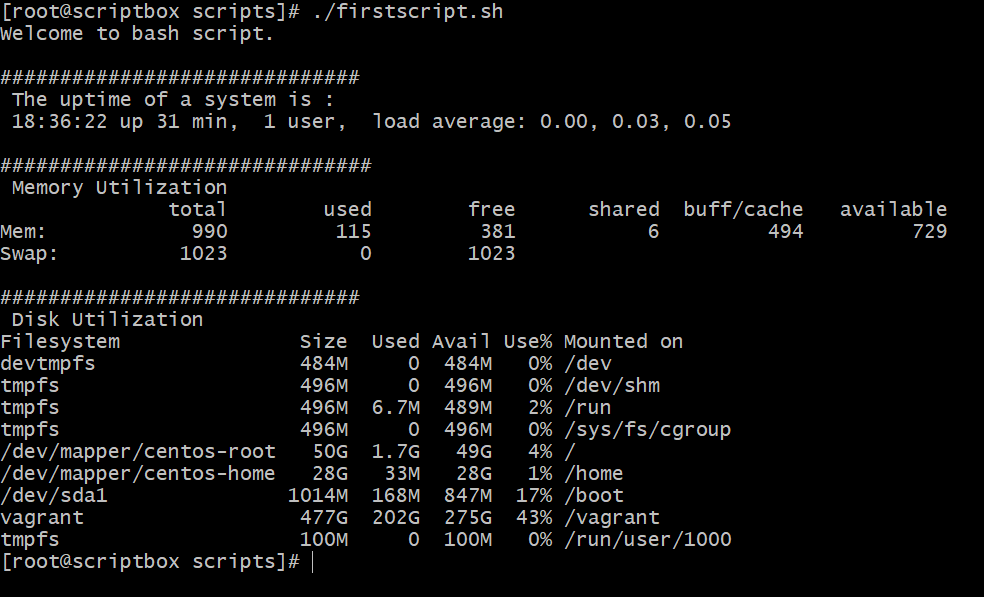 [root@scriptbox scripts]# ./firstscript.sh
Welcome to bash script.

##############################
 The uptime of a system is :
 18:36:22 up 31 min,  1 user,  load average: 0.00, 0.03, 0.05

###############################
 Memory Utilization
              total        used        free      shared  buff/cache   available
Mem:            990         115         381           6         494         729
Swap:          1023           0        1023

##############################
 Disk Utilization
Filesystem               Size  Used Avail Use% Mounted on
devtmpfs                 484M     0  484M   0% /dev
tmpfs                    496M     0  496M   0% /dev/shm
tmpfs                    496M  6.7M  489M   2% /run
tmpfs                    496M     0  496M   0% /sys/fs/cgroup
/dev/mapper/centos-root   50G  1.7G   49G   4% /
/dev/mapper/centos-home   28G   33M   28G   1% /home
/dev/sda1               1014M  168M  847M  17% /boot
vagrant                  477G  202G  275G  43% /vagrant
tmpfs                    100M     0  100M   0% /run/user/1000
[root@scriptbox scripts]#